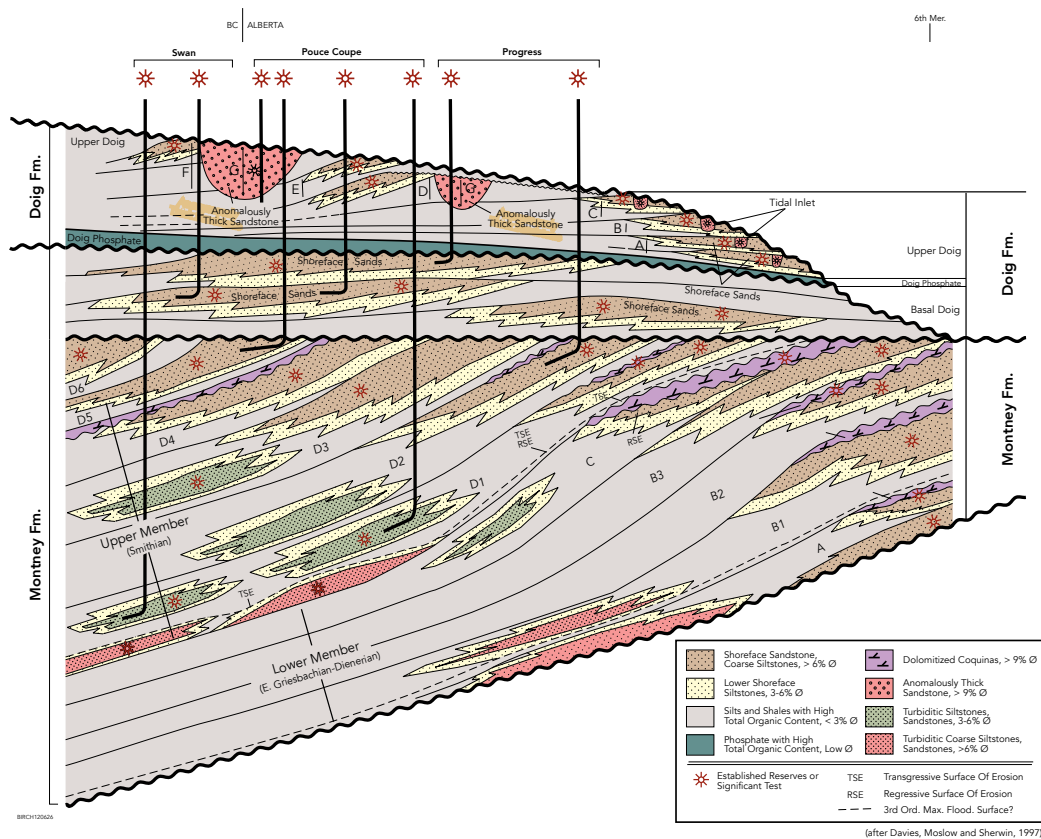 6th Mer.
BC
ALBERTA
Swan
Pouce Coupe
Progress
Upper Doig
F
G
E
D
G
C
B
A
Tidal Inlet
Anomalously
Thick Sandstone
Anomalously
Thick Sandstone
Doig Phosphate
Shoreface Sands
Shoreface Sands
Shoreface Sands
Shoreface Sands
Upper Doig
Doig Phosphate
Basal Doig
Doig Fm.
Doig Fm.
Montney Fm.
Montney Fm.
D6
D5
D4
D3
D2
D1
TSE
TSE
RSE
RSE
C
B3
B2
B1
A
Upper Member
(Smithian)
TSE
Lower Member
(E. Griesbachian-Dienerian)
Shoreface Sandstone,
Coarse Siltstones, > 6% Ø
Lower Shoreface
Siltstones, 3-6% Ø
Silts and Shales with High
Total Organic Content, < 3% Ø
Phosphate with High
Total Organic Content, Low Ø
Dolomitized Coquinas, > 9% Ø
Anomalously Thick
Sandstone, > 9% Ø
Turbiditic Siltstones,
Sandstones, 3-6% Ø
Turbiditic Coarse Siltstones,
Sandstones, >6% Ø
Established Reserves or
Significant Test
TSE Transgressive Surface Of Erosion
RSE Regressive Surface Of Erosion
3rd Ord. Max. Flood. Surface?
BIRCH120626
(after Davies, Moslow and Sherwin, 1997)